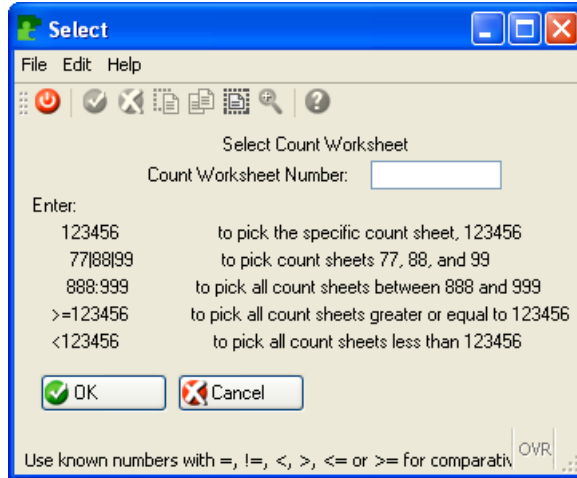 Select
File Edit Help
Select Count Worksheet
Count Worksheet Number:
Enter:
123456 to pick the specific count sheet, 123456
77|88|99 to pick count sheets 77, 88, and 99
888:999 to pick all count sheets between 888 and 999
>=123456 to pick all count sheets greater or equal to 123456
<123456 to pick all count sheets less than 123456
OK Cancel
Use known numbers with =, !=, <, >, <= or >= for comparativ OVR